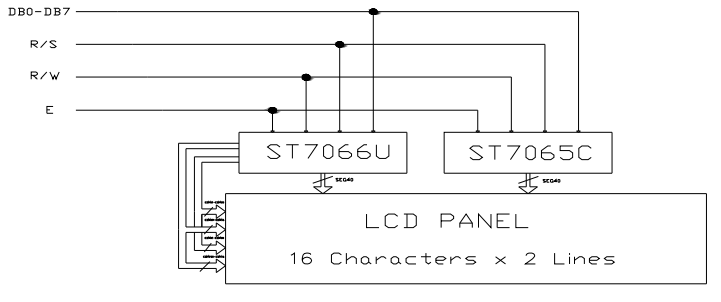 DB0-DB7
R/S
R/W
E
ST7066U
ST7065C
SEG40
SEG40
LCD PANEL
16 Characters x 2 Lines